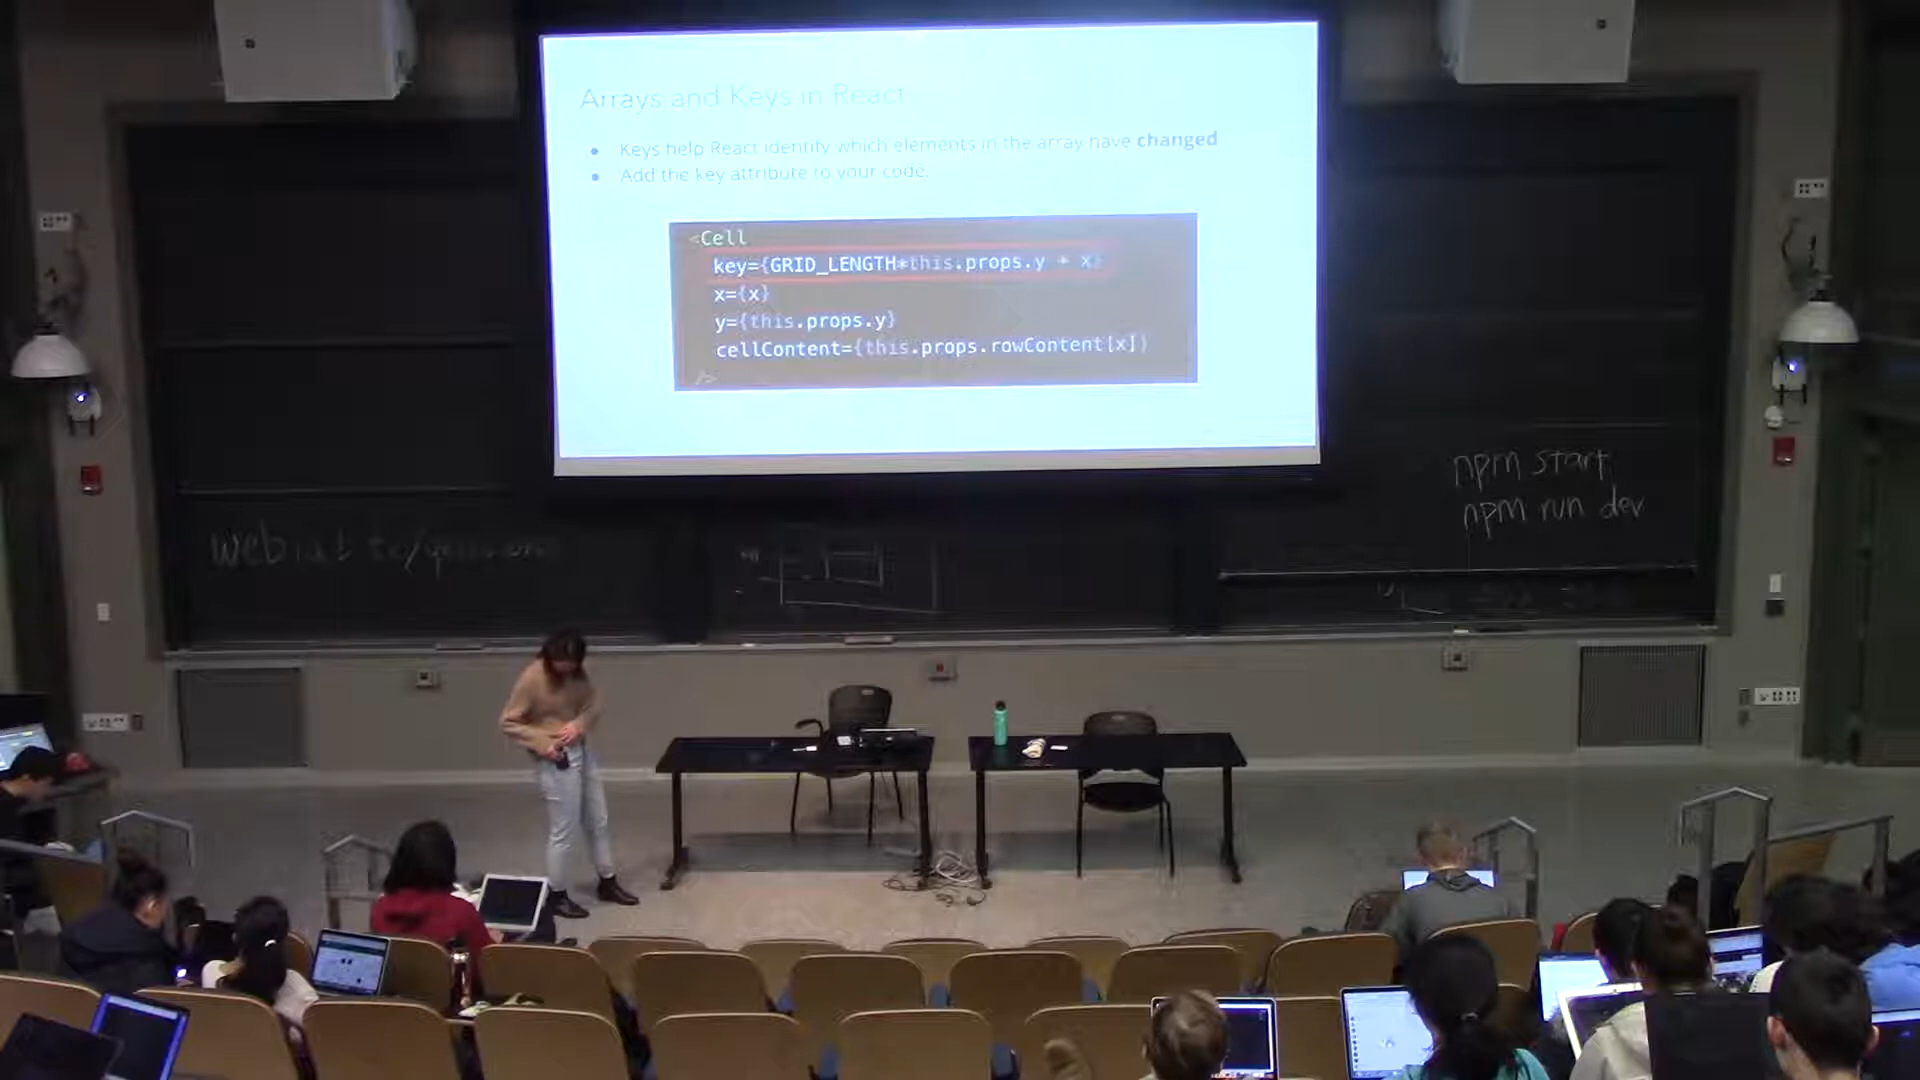 Arrays and Keys in React
• Keys help React identify which elements in the array have changed
• Add the key attribute to your code.
<Cell
key={GRID_LENGTH*this.props.y + x}
x={x}
y={this.props.y}
cellContent={this.props.rowContent[x]}
/>
npm start
npm run dev